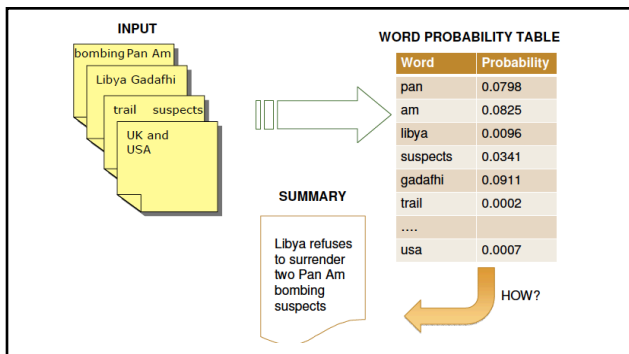 INPUT
bombing Pan Am
Libya Gadafhi
trail suspects
UK and
USA
WORD PROBABILITY TABLE
Word Probability
pan 0.0798
am 0.0825
libya 0.0096
suspects 0.0341
gadafhi 0.0911
trail 0.0002
....
usa 0.0007
HOW?
SUMMARY
Libya refuses
to surrender
two Pan Am
bombing
suspects